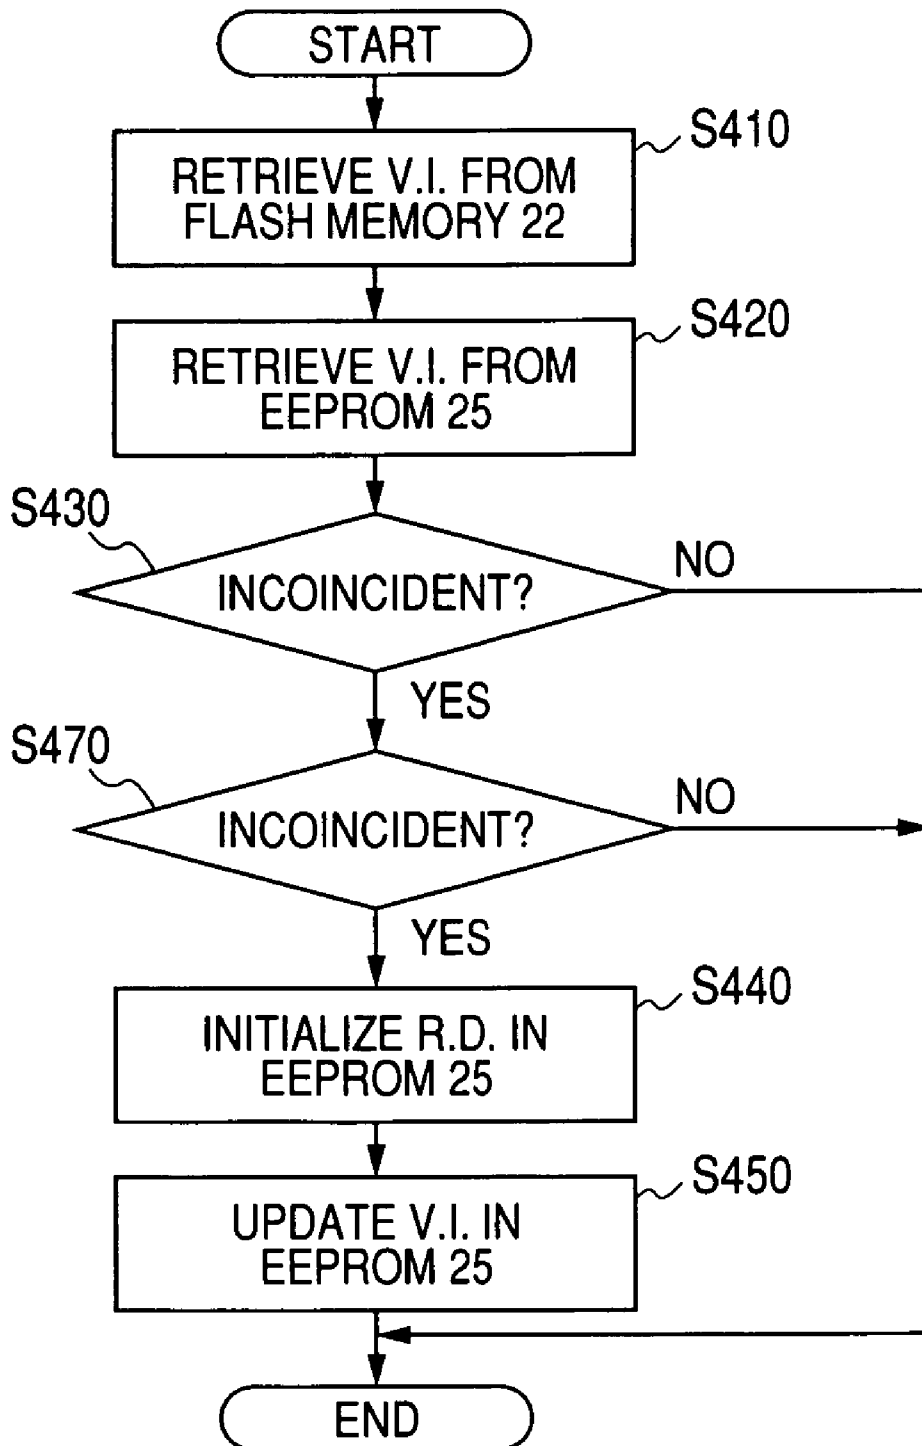 START
S410
RETRIEVE V.I. FROM
FLASH MEMORY 22
S420
RETRIEVE V.I. FROM
EEPROM 25
S430
INCOINCIDENT?
NO
YES
S470
INCOINCIDENT?
NO
YES
S440
INITIALIZE R.D. IN
EEPROM 25
S450
UPDATE V.I. IN
EEPROM 25
END